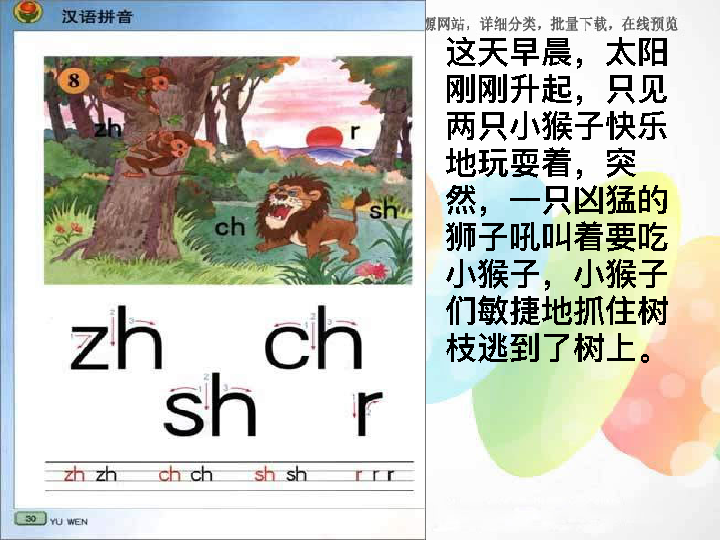 汉语拼音
源网站，详细分类，批量下载，在线预览
8
zh
r
ch
sh
这天早晨，太阳
刚刚升起，只见
两只小猴子快乐
地玩耍着，突
然，一只凶猛的
狮子吼叫着要吃
小猴子，小猴子
们敏捷地抓住树
枝逃到了树上。
zh ch
sh r
zh zh ch ch sh sh r r r
30 YU WEN